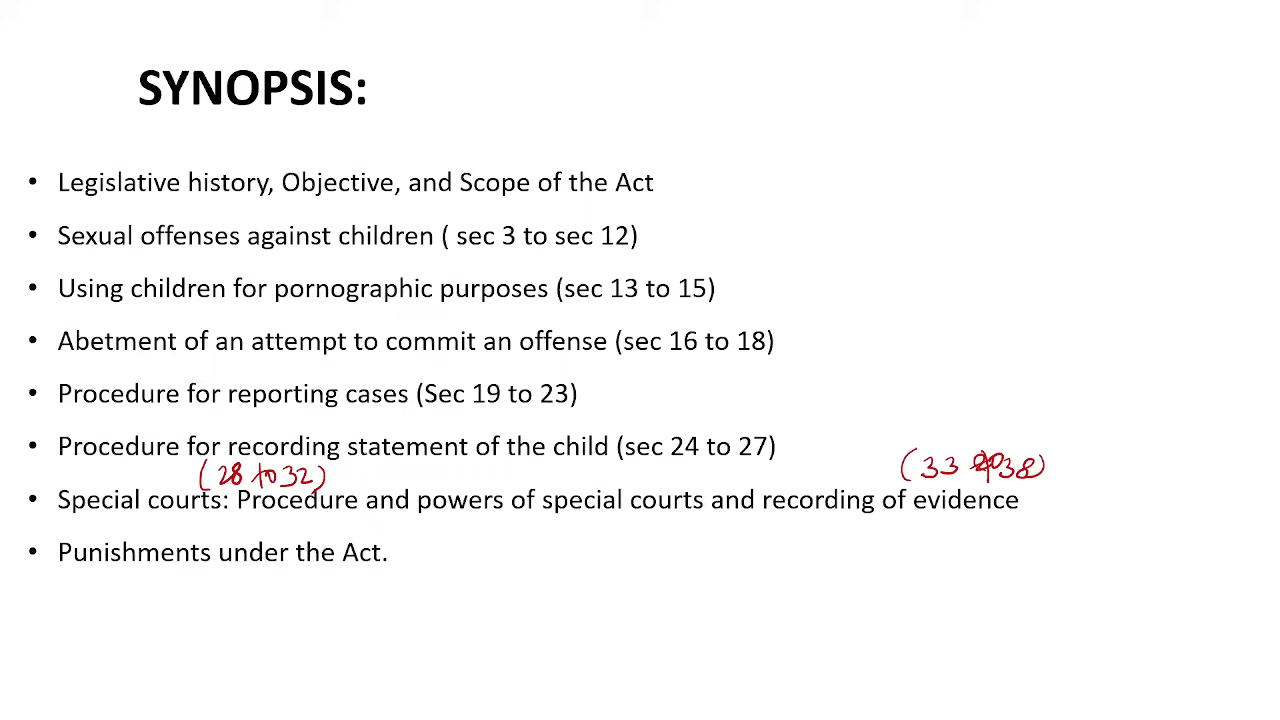 SYNOPSIS:
• Legislative history, Objective, and Scope of the Act
• Sexual offenses against children ( sec 3 to sec 12)
• Using children for pornographic purposes (sec 13 to 15)
• Abetment of an attempt to commit an offense (sec 16 to 18)
• Procedure for reporting cases (Sec 19 to 23)
• Procedure for recording statement of the child (sec 24 to 27)
(28 to 32) (33 to 38)
• Special courts: Procedure and powers of special courts and recording of evidence
• Punishments under the Act.